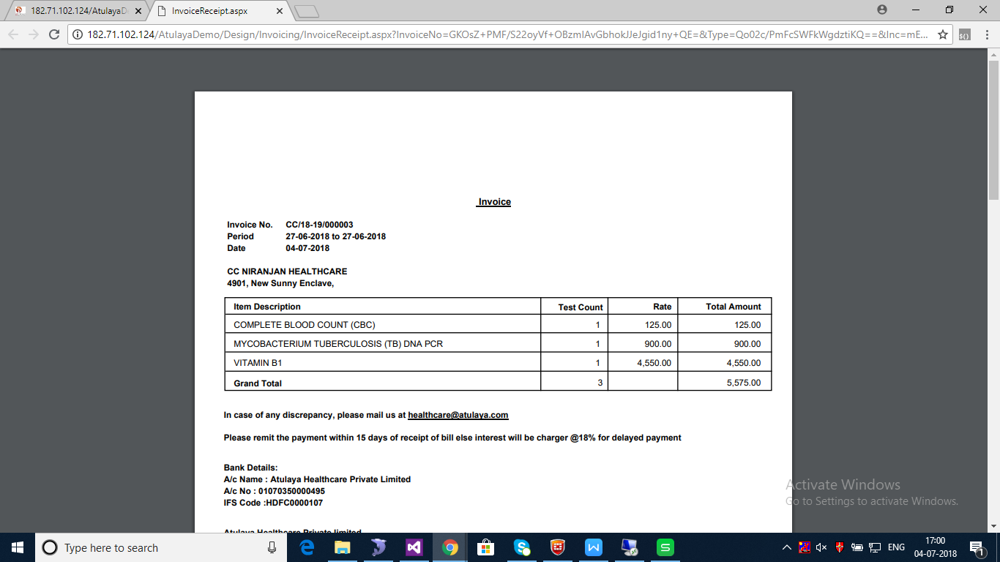 182.71.102.124/AtulayaD
InvoiceReceipt.aspx
182.71.102.124/AtulayaDemo/Design/Invoicing/InvoiceReceipt.aspx?InvoiceNo=GKOsZ+PMF/S22oyVf+OBzmIAvGbhokJJeJgid1ny+QE=&Type=Qo02c/PmFcSWFkWgdztiKQ==&Inc=mE...
Invoice
Invoice No. CC/18-19/000003
Period 27-06-2018 to 27-06-2018
Date 04-07-2018
CC NIRANJAN HEALTHCARE
4901, New Sunny Enclave,
Item Description Test Count Rate Total Amount
COMPLETE BLOOD COUNT (CBC) 1 125.00 125.00
MYCOBACTERIUM TUBERCULOSIS (TB) DNA PCR 1 900.00 900.00
VITAMIN B1 1 4,550.00 4,550.00
Grand Total 3 5,575.00
In case of any discrepancy, please mail us at healthcare@atulaya.com
Please remit the payment within 15 days of receipt of bill else interest will be charger @18% for delayed payment
Bank Details:
A/c Name : Atulaya Healthcare Private Limited
A/c No : 01070350000495
IFS Code :HDFC0000107
Atulaya Healthcare Private limited
Activate Windows
Go to Settings to activate Windows.
Type here to search
ENG
17:00
04-07-2018
1